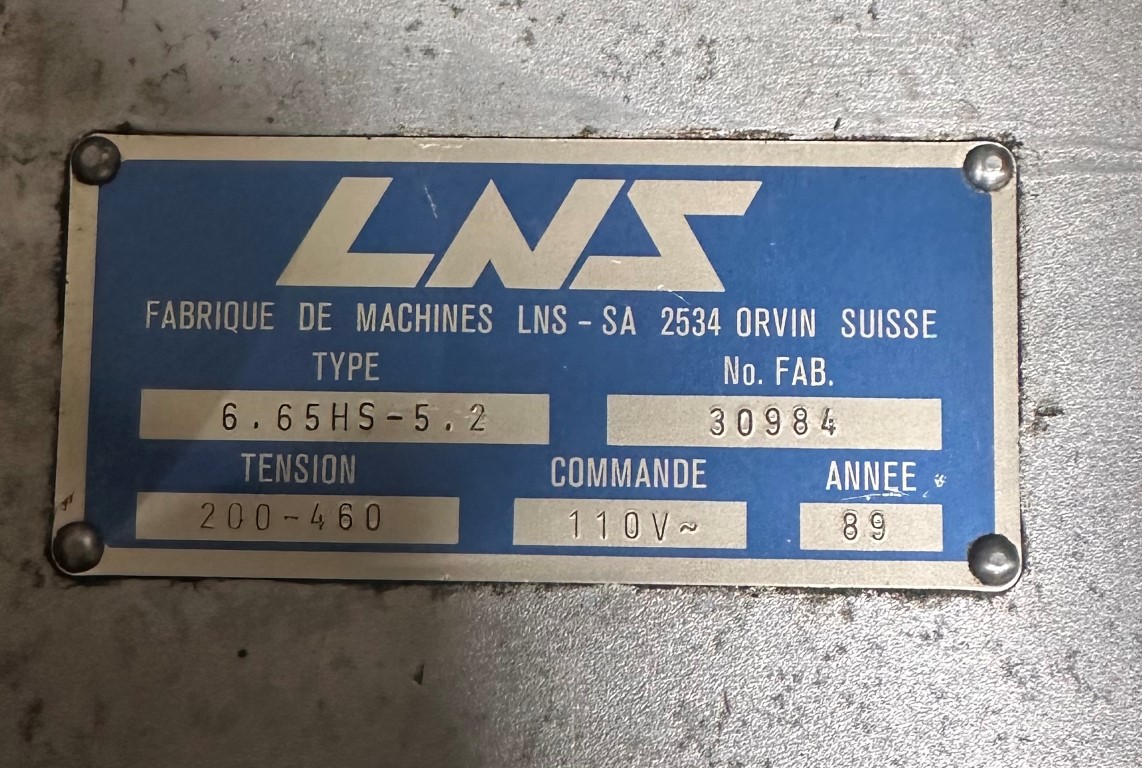 LNS
FABRIQUE DE MACHINES LNS - SA 2534 ORVIN SUISSE
TYPE No. FAB.
6.65HS-5.2 30984
TENSION COMMANDE ANNEE
200-460 110V~ 89